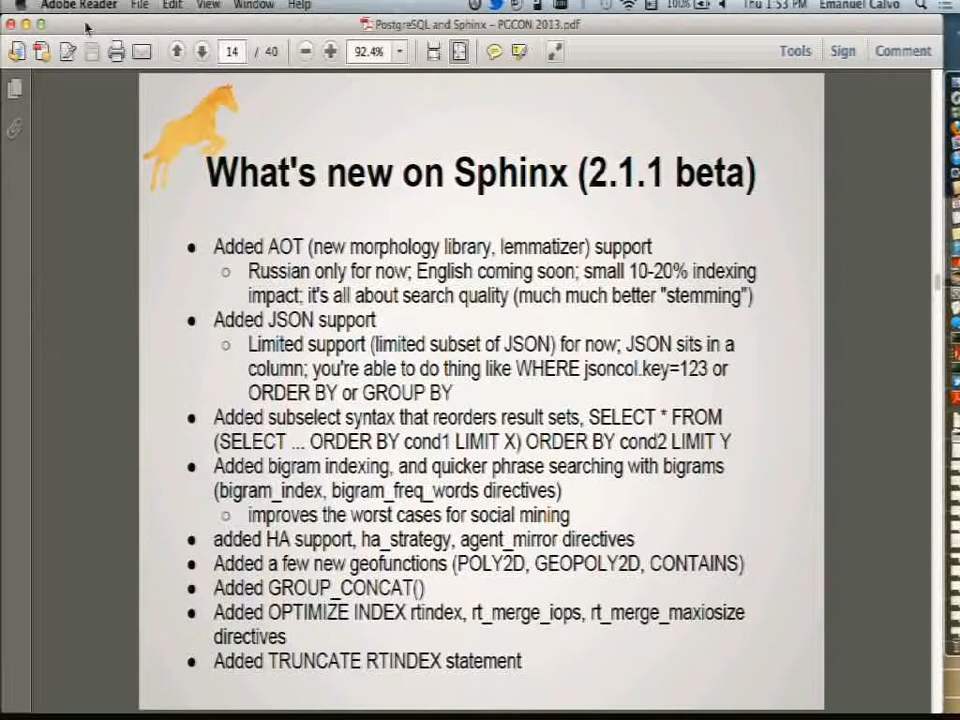 Adobe Reader File Edit View Window Help 100% Thu 1:53 PM Emanuel Calvo
PostgreSQL and Sphinx – PGCON 2013.pdf
14 / 40 92.4% Tools Sign Comment
What's new on Sphinx (2.1.1 beta)
● Added AOT (new morphology library, lemmatizer) support
○ Russian only for now; English coming soon; small 10-20% indexing
impact; it's all about search quality (much much better "stemming")
● Added JSON support
○ Limited support (limited subset of JSON) for now; JSON sits in a
column; you're able to do thing like WHERE jsoncol.key=123 or
ORDER BY or GROUP BY
● Added subselect syntax that reorders result sets, SELECT * FROM
(SELECT ... ORDER BY cond1 LIMIT X) ORDER BY cond2 LIMIT Y
● Added bigram indexing, and quicker phrase searching with bigrams
(bigram_index, bigram_freq_words directives)
○ improves the worst cases for social mining
● added HA support, ha_strategy, agent_mirror directives
● Added a few new geofunctions (POLY2D, GEOPOLY2D, CONTAINS)
● Added GROUP_CONCAT()
● Added OPTIMIZE INDEX rtindex, rt_merge_iops, rt_merge_maxiosize
directives
● Added TRUNCATE RTINDEX statement